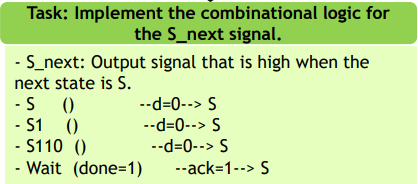 Task: Implement the combinational logic for
the S_next signal.
- S_next: Output signal that is high when the
next state is S.
- S () --d=0--> S
- S1 () --d=0--> S
- S110 () --d=0--> S
- Wait (done=1) --ack=1--> S